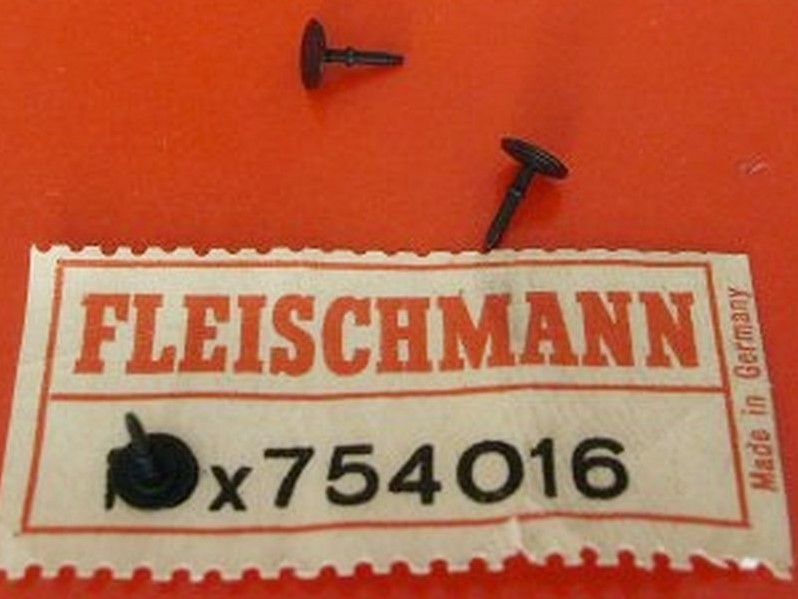 FLEISCHMANN
x754016
Made in Germany